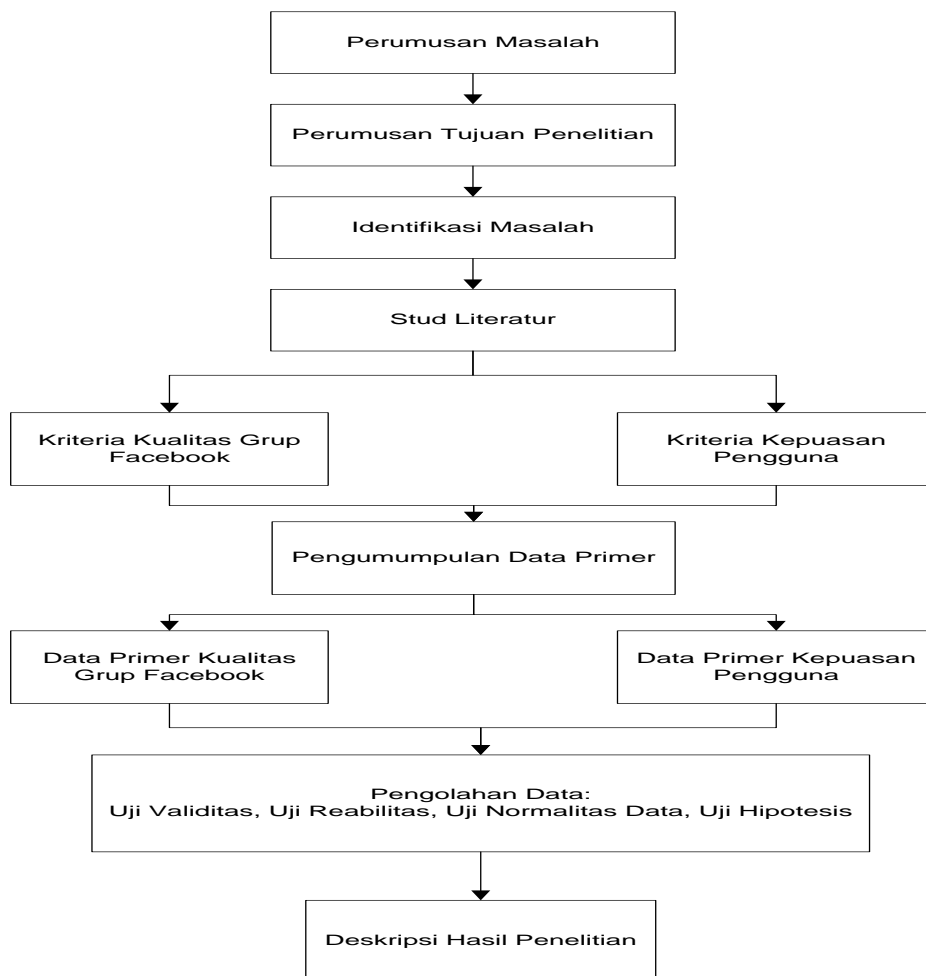 Perumusan Masalah
Perumusan Tujuan Penelitian
Identifikasi Masalah
Stud Literatur
Kriteria Kualitas Grup
Facebook
Kriteria Kepuasan
Pengguna
Pengumumpulan Data Primer
Data Primer Kualitas
Grup Facebook
Data Primer Kepuasan
Pengguna
Pengolahan Data:
Uji Validitas, Uji Reabilitas, Uji Normalitas Data, Uji Hipotesis
Deskripsi Hasil Penelitian